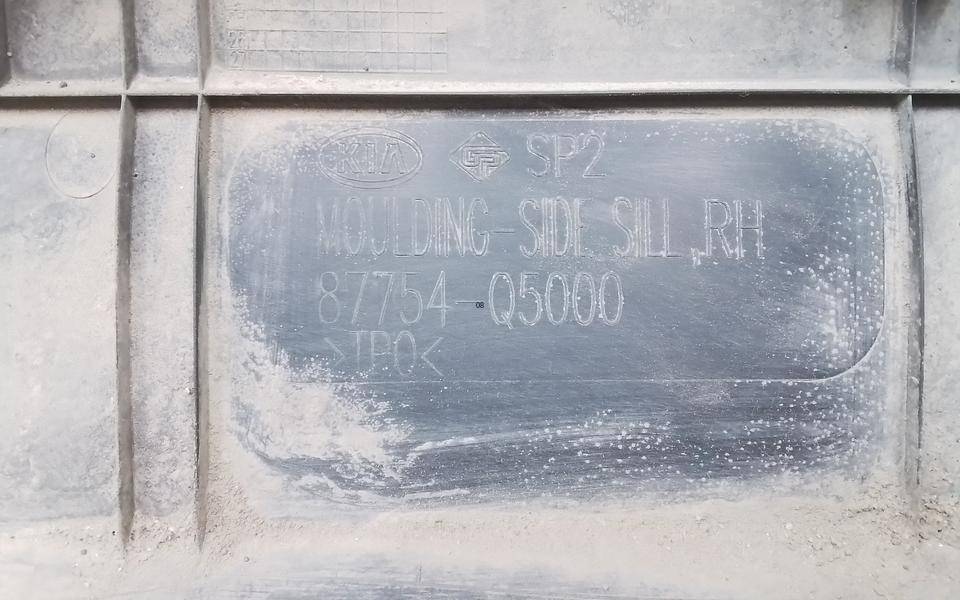 KIA SP2
MOULDING-SIDE SILL,RH
87754-Q5000
>TPO<